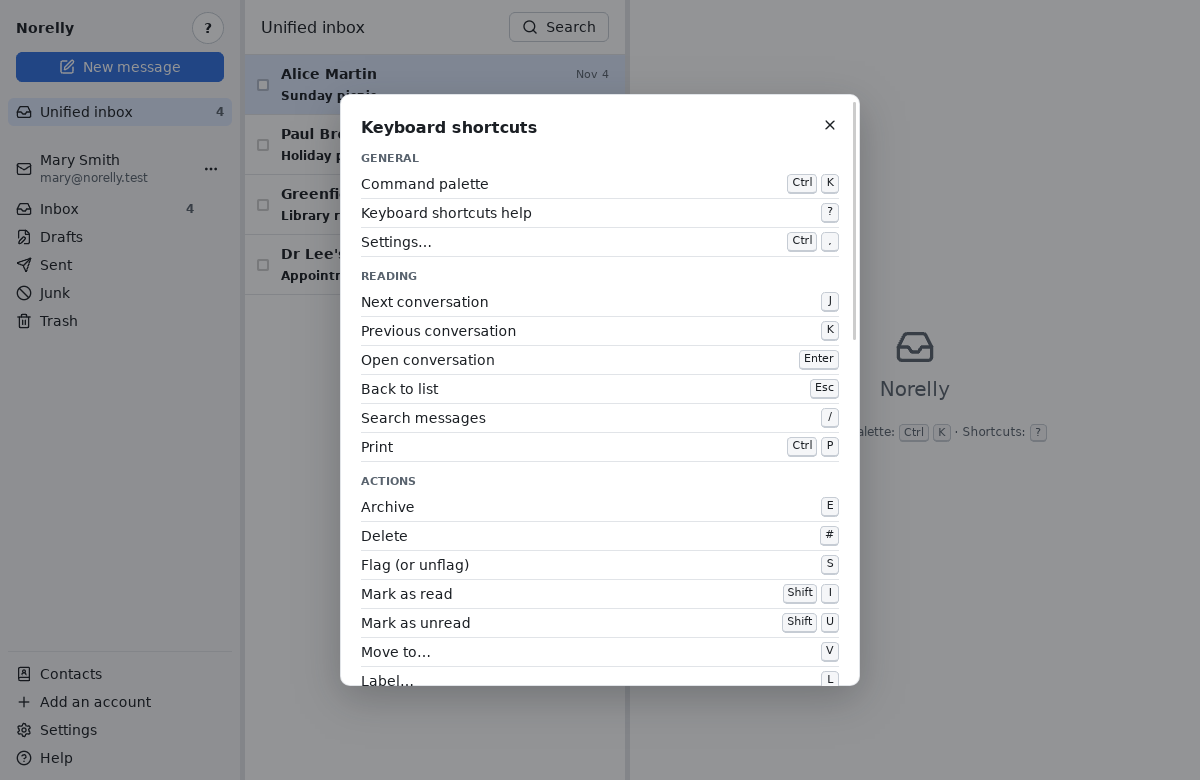 Norelly
?
New message
Unified inbox 4
Mary Smith
mary@norelly.test
Inbox 4
Drafts
Sent
Junk
Trash
Contacts
Add an account
Settings
Help
Unified inbox
Search
Alice Martin Nov 4
Sunday picnic
Paul
Holiday
Library
Dr Lee's
Keyboard shortcuts
GENERAL
Command palette Ctrl K
Keyboard shortcuts help ?
Settings… Ctrl ,
READING
Next conversation J
Previous conversation K
Open conversation Enter
Back to list Esc
Search messages /
Print Ctrl P
ACTIONS
Archive E
Delete #
Flag (or unflag) S
Mark as read Shift I
Mark as unread Shift U
Move to… V
Label… L
Norelly
Ctrl K · Shortcuts: ?